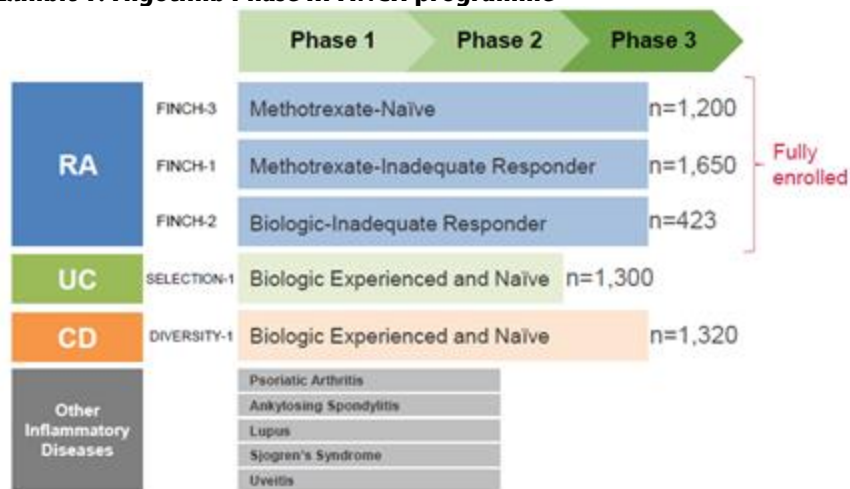 Phase 1 Phase 2 Phase 3
RA
FINCH-3 Methotrexate-Naïve n=1,200
FINCH-1 Methotrexate-Inadequate Responder n=1,650
FINCH-2 Biologic-Inadequate Responder n=423
Fully
enrolled
UC SELECTION-1 Biologic Experienced and Naïve n=1,300
CD DIVERSITY-1 Biologic Experienced and Naïve n=1,320
Other
Inflammatory
Diseases
Psoriatic Arthritis
Ankylosing Spondylitis
Lupus
Sjogren's Syndrome
Uveitis